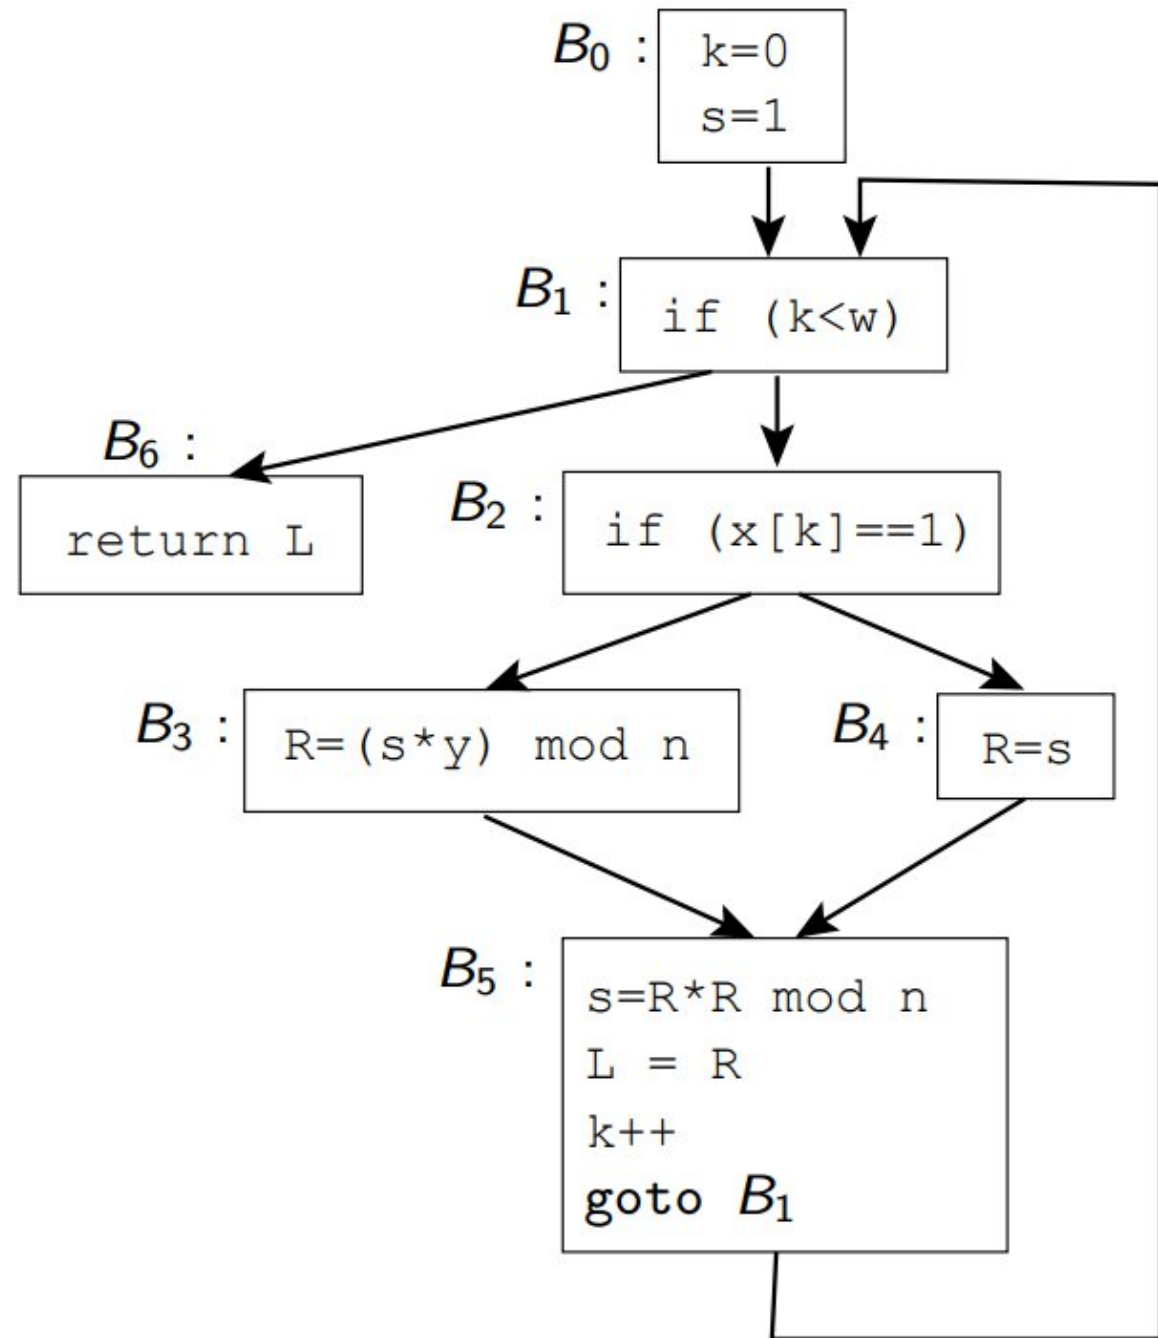 B₀ :
k=0
s=1
B₁ :
if (k<w)
B₆ :
return L
B₂ :
if (x[k]==1)
B₃ :
R=(s*y) mod n
B₄ :
R=s
B₅ :
s=R*R mod n
L = R
k++
goto B₁